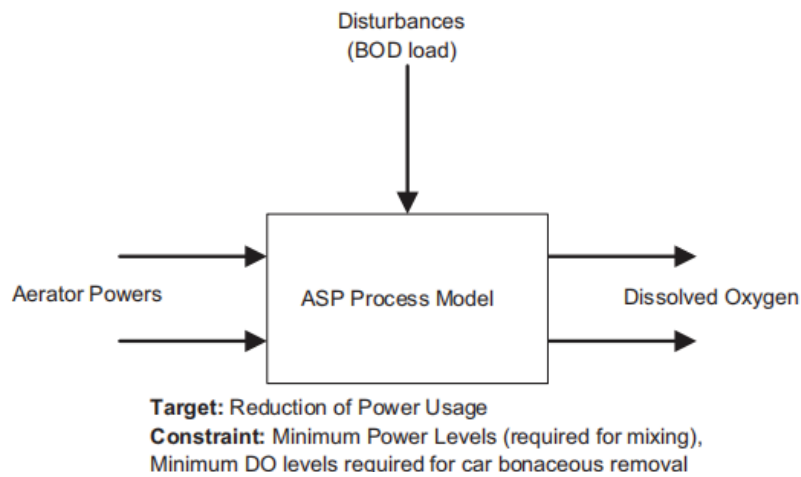 Disturbances
(BOD load)
Aerator Powers
ASP Process Model
Dissolved Oxygen
Target: Reduction of Power Usage
Constraint: Minimum Power Levels (required for mixing),
Minimum DO levels required for car bonaceous removal